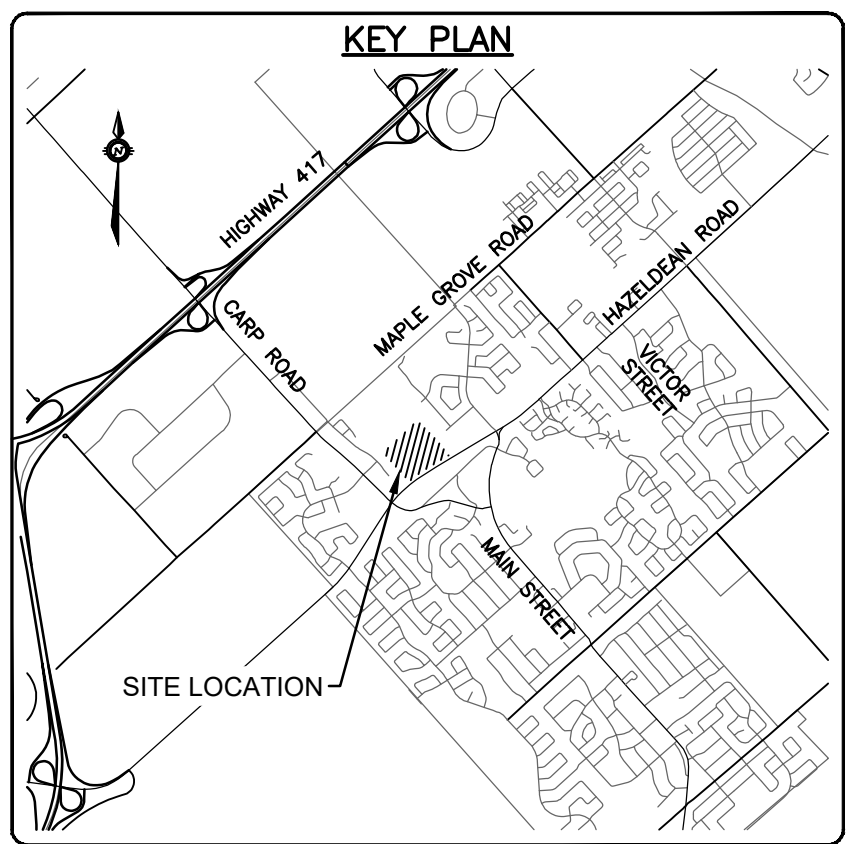 KEY PLAN
N
HIGHWAY 417
MAPLE GROVE ROAD
HAZELDEAN ROAD
CARP ROAD
VICTOR
STREET
MAIN STREET
SITE LOCATION